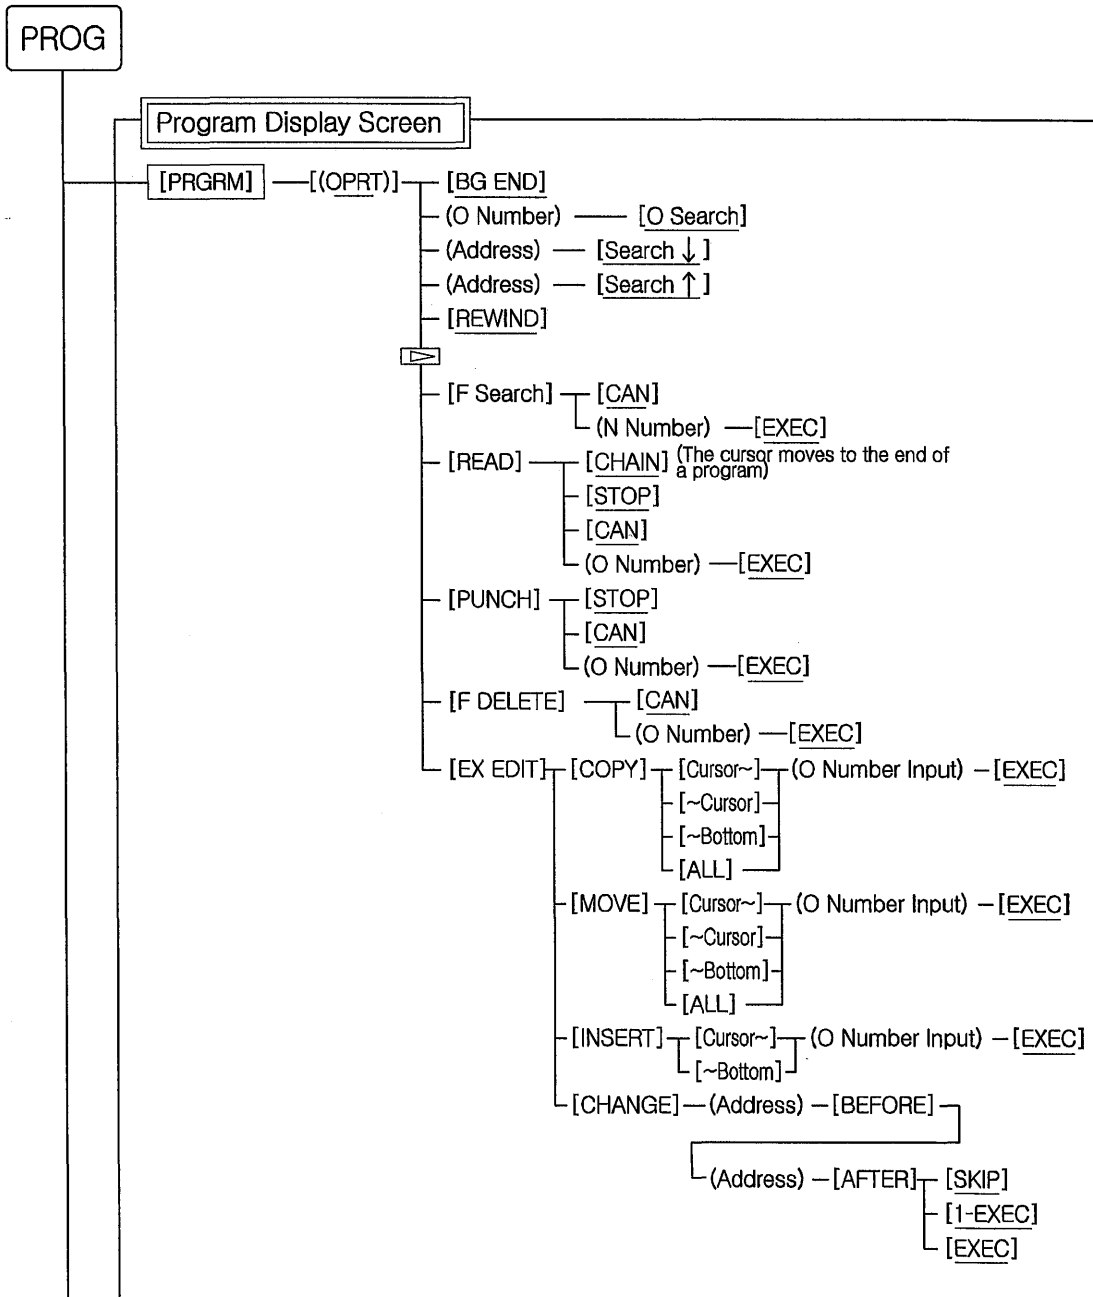 PROG
Program Display Screen
[PRGRM] [(OPRT)] [BG END]
(O Number) [O Search]
(Address) [Search ↓]
(Address) [Search ↑]
[REWIND]
[F Search] [CAN]
(N Number) [EXEC]
[READ] [CHAIN] (The cursor moves to the end of
a program)
[STOP]
[CAN]
(O Number) [EXEC]
[PUNCH] [STOP]
[CAN]
(O Number) [EXEC]
[F DELETE] [CAN]
(O Number) [EXEC]
[EX EDIT] [COPY] [Cursor~] (O Number Input) [EXEC]
[~Cursor]
[~Bottom]
[ALL]
[MOVE] [Cursor~] (O Number Input) [EXEC]
[~Cursor]
[~Bottom]
[ALL]
[INSERT] [Cursor~] (O Number Input) [EXEC]
[~Bottom]
[CHANGE] (Address) [BEFORE]
(Address) [AFTER] [SKIP]
[1-EXEC]
[EXEC]